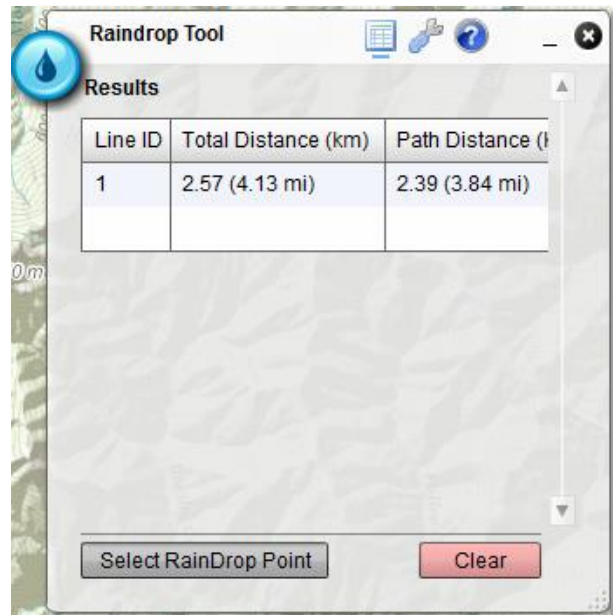 Raindrop Tool
Results
Line ID Total Distance (km) Path Distance (
1 2.57 (4.13 mi) 2.39 (3.84 mi)
0 m
Select RainDrop Point Clear